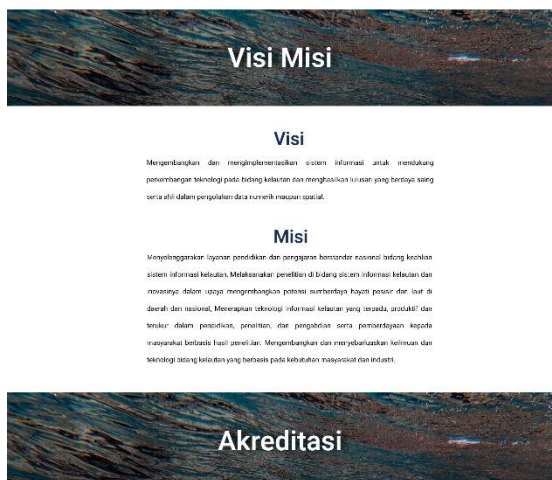 Visi Misi
Visi
Mengembangkan dan mengimplementasikan sistem informasi untuk mendukung
perkembangan teknologi pada bidang kelautan dan menghasilkan lulusan yang berdaya saing
serta ahli dalam pengolahan data numerik maupun spatial.
Misi
Menyelenggarakan layanan pendidikan dan pengajaran berstandar nasional bidang keahlian
sistem informasi kelautan, Melaksanakan penelitian di bidang sistem informasi kelautan dan
inovasinya dalam upaya mengembangkan potensi sumberdaya hayati pesisir dan laut di
daerah dan nasional, Menerapkan teknologi informasi kelautan yang terpadu, produktif dan
terukur dalam pendidikan, penelitian, dan pengabdian serta pemberdayaan kepada
masyarakat berbasis hasil penelitian. Mengembangkan dan menyebarluaskan keilmuan dan
teknologi bidang kelautan yang berbasis pada kebutuhan masyarakat dan industri.
Akreditasi